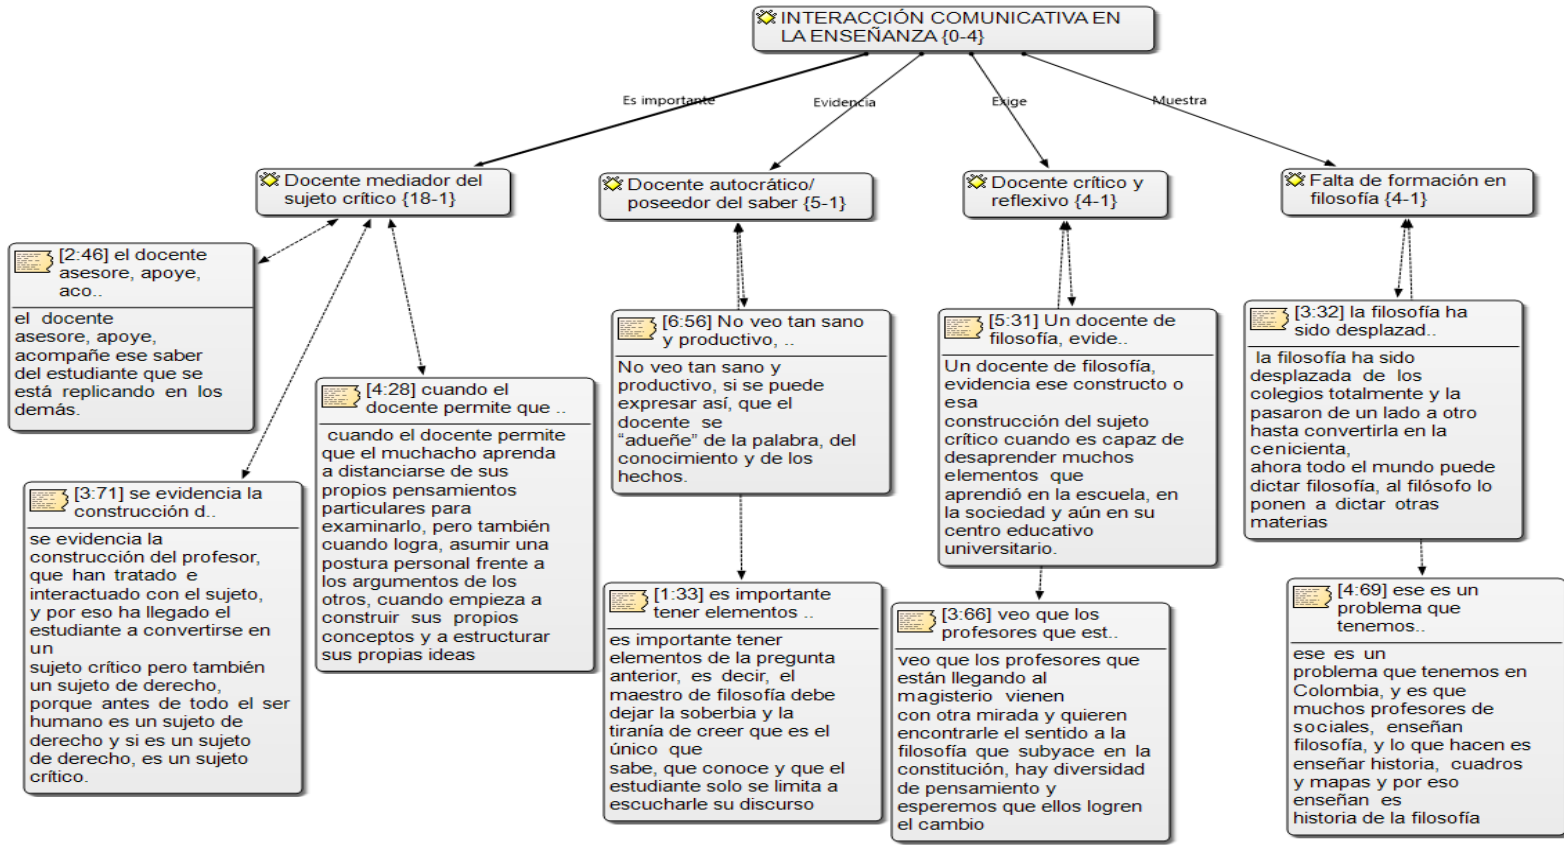 INTERACCIÓN COMUNICATIVA EN
LA ENSEÑANZA {0-4}
Es importante
Evidencia
Exige
Muestra
Docente mediador del
sujeto crítico {18-1}
Docente autocrático/
poseedor del saber {5-1}
Docente crítico y
reflexivo {4-1}
Falta de formación en
filosofía {4-1}
[2:46] el docente
asesore, apoye,
aco..
el docente
asesore, apoye,
acompañe ese saber
del estudiante que se
está replicando en los
demás.
[3:71] se evidencia la
construcción d..
se evidencia la
construcción del profesor,
que han tratado e
interactuado con el sujeto,
y por eso ha llegado el
estudiante a convertirse en
un
sujeto crítico pero también
un sujeto de derecho,
porque antes de todo el ser
humano es un sujeto de
derecho y si es un sujeto
de derecho, es un sujeto
crítico.
[4:28] cuando el
docente permite que ..
cuando el docente permite
que el muchacho aprenda
a distanciarse de sus
propios pensamientos
particulares para
examinarlo, pero también
cuando logra, asumir una
postura personal frente a
los argumentos de los
otros, cuando empieza a
construir sus propios
conceptos y a estructurar
sus propias ideas
[6:56] No veo tan sano
y productivo, ..
No veo tan sano y
productivo, si se puede
expresar así, que el
docente se
“adueñe” de la palabra, del
conocimiento y de los
hechos.
[1:33] es importante
tener elementos ..
es importante tener
elementos de la pregunta
anterior, es decir, el
maestro de filosofía debe
dejar la soberbia y la
tiranía de creer que es el
único que
sabe, que conoce y que el
estudiante solo se limita a
escucharle su discurso
[5:31] Un docente de
filosofía, evide..
Un docente de filosofía,
evidencia ese constructo o
esa
construcción del sujeto
crítico cuando es capaz de
desaprender muchos
elementos que
aprendió en la escuela, en
la sociedad y aún en su
centro educativo
universitario.
[3:66] veo que los
profesores que est..
veo que los profesores que
están llegando al
magisterio vienen
con otra mirada y quieren
encontrarle el sentido a la
filosofía que subyace en la
constitución, hay diversidad
de pensamiento y
esperemos que ellos logren
el cambio
[3:32] la filosofía ha
sido desplazad..
la filosofía ha sido
desplazada de los
colegios totalmente y la
pasaron de un lado a otro
hasta convertirla en la
cenicienta,
ahora todo el mundo puede
dictar filosofía, al filósofo lo
ponen a dictar otras
materias
[4:69] ese es un
problema que
tenemos..
ese es un
problema que tenemos en
Colombia, y es que
muchos profesores de
sociales, enseñan
filosofía, y lo que hacen es
enseñar historia, cuadros
y mapas y por eso
enseñan es
historia de la filosofía